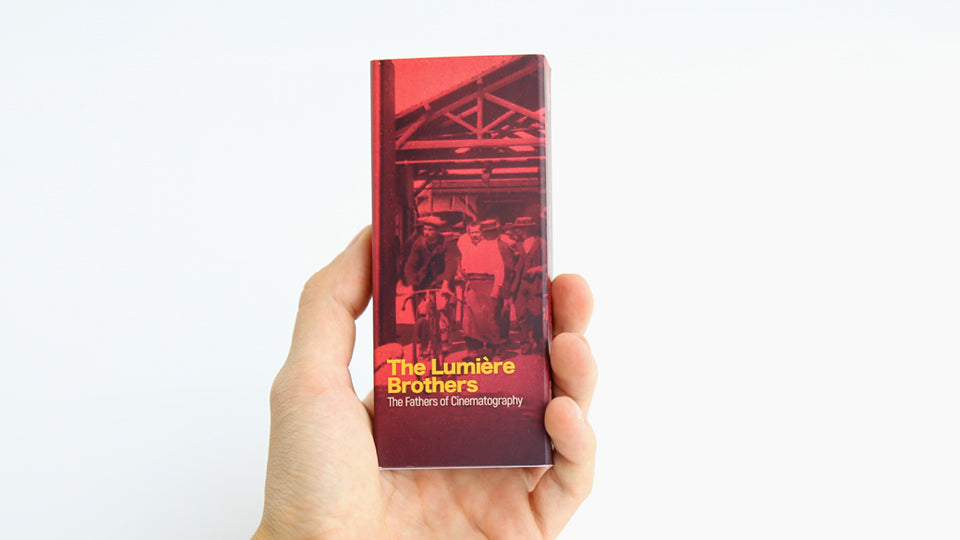 The Lumière
Brothers
The Fathers of Cinematography